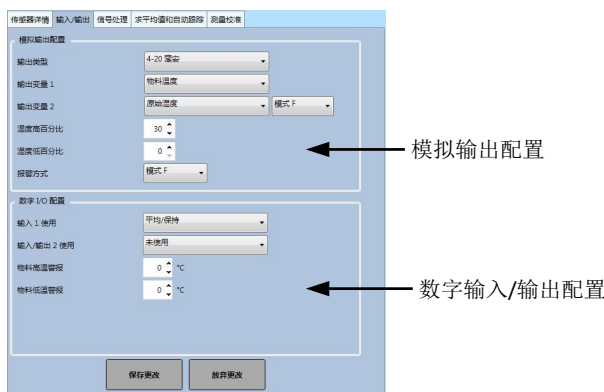 传感器详情 输入/输出 信号处理 求平均值和自动跟踪 测量校准
模拟输出配置
输出类型 4-20 毫安
输出变量 1 物料温度
输出变量 2 原始湿度 模式 F
湿度高百分比 30
湿度低百分比 0
报警方式 模式 F
模拟输出配置
数字 I/O 配置
输入 1 使用 平均/保持
输入/输出 2 使用 未使用
物料高温警报 0 °C
物料低温警报 0 °C
数字输入/输出配置
保存更改 放弃更改